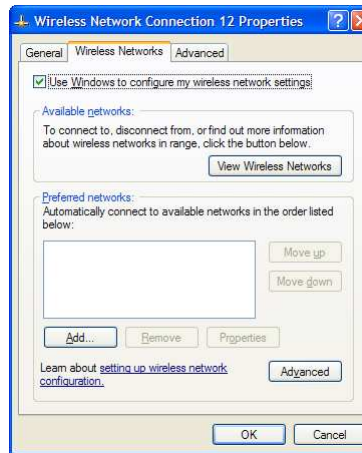 Wireless Network Connection 12 Properties
General
Wireless Networks
Advanced
Use Windows to configure my wireless network settings
Available networks:
To connect to, disconnect from, or find out more information
about wireless networks in range, click the button below.
View Wireless Networks
Preferred networks:
Automatically connect to available networks in the order listed
below:
Move up
Move down
Add...
Remove
Properties
Learn about setting up wireless network
configuration.
Advanced
OK
Cancel